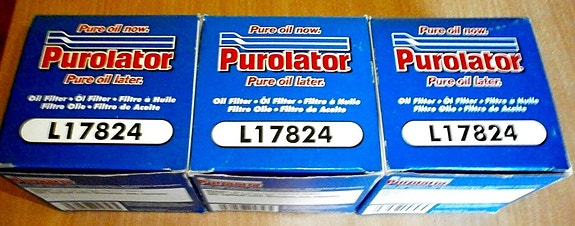 Pure oil now.
Purolator
Pure oil later.
Oil Filter • Öl Filter • Filtre à Huile
Filtro Olio • Filtro de Aceite
L17824
Pure oil now.
Purolator
Pure oil later.
Oil Filter • Öl Filter • Filtre à Huile
Filtro Olio • Filtro de Aceite
L17824
Pure oil now.
Purolator
Pure oil later.
Oil Filter • Öl Filter • Filtre à Huile
Filtro Olio • Filtro de Aceite
L17824
Purolator
Purolator
Purolator